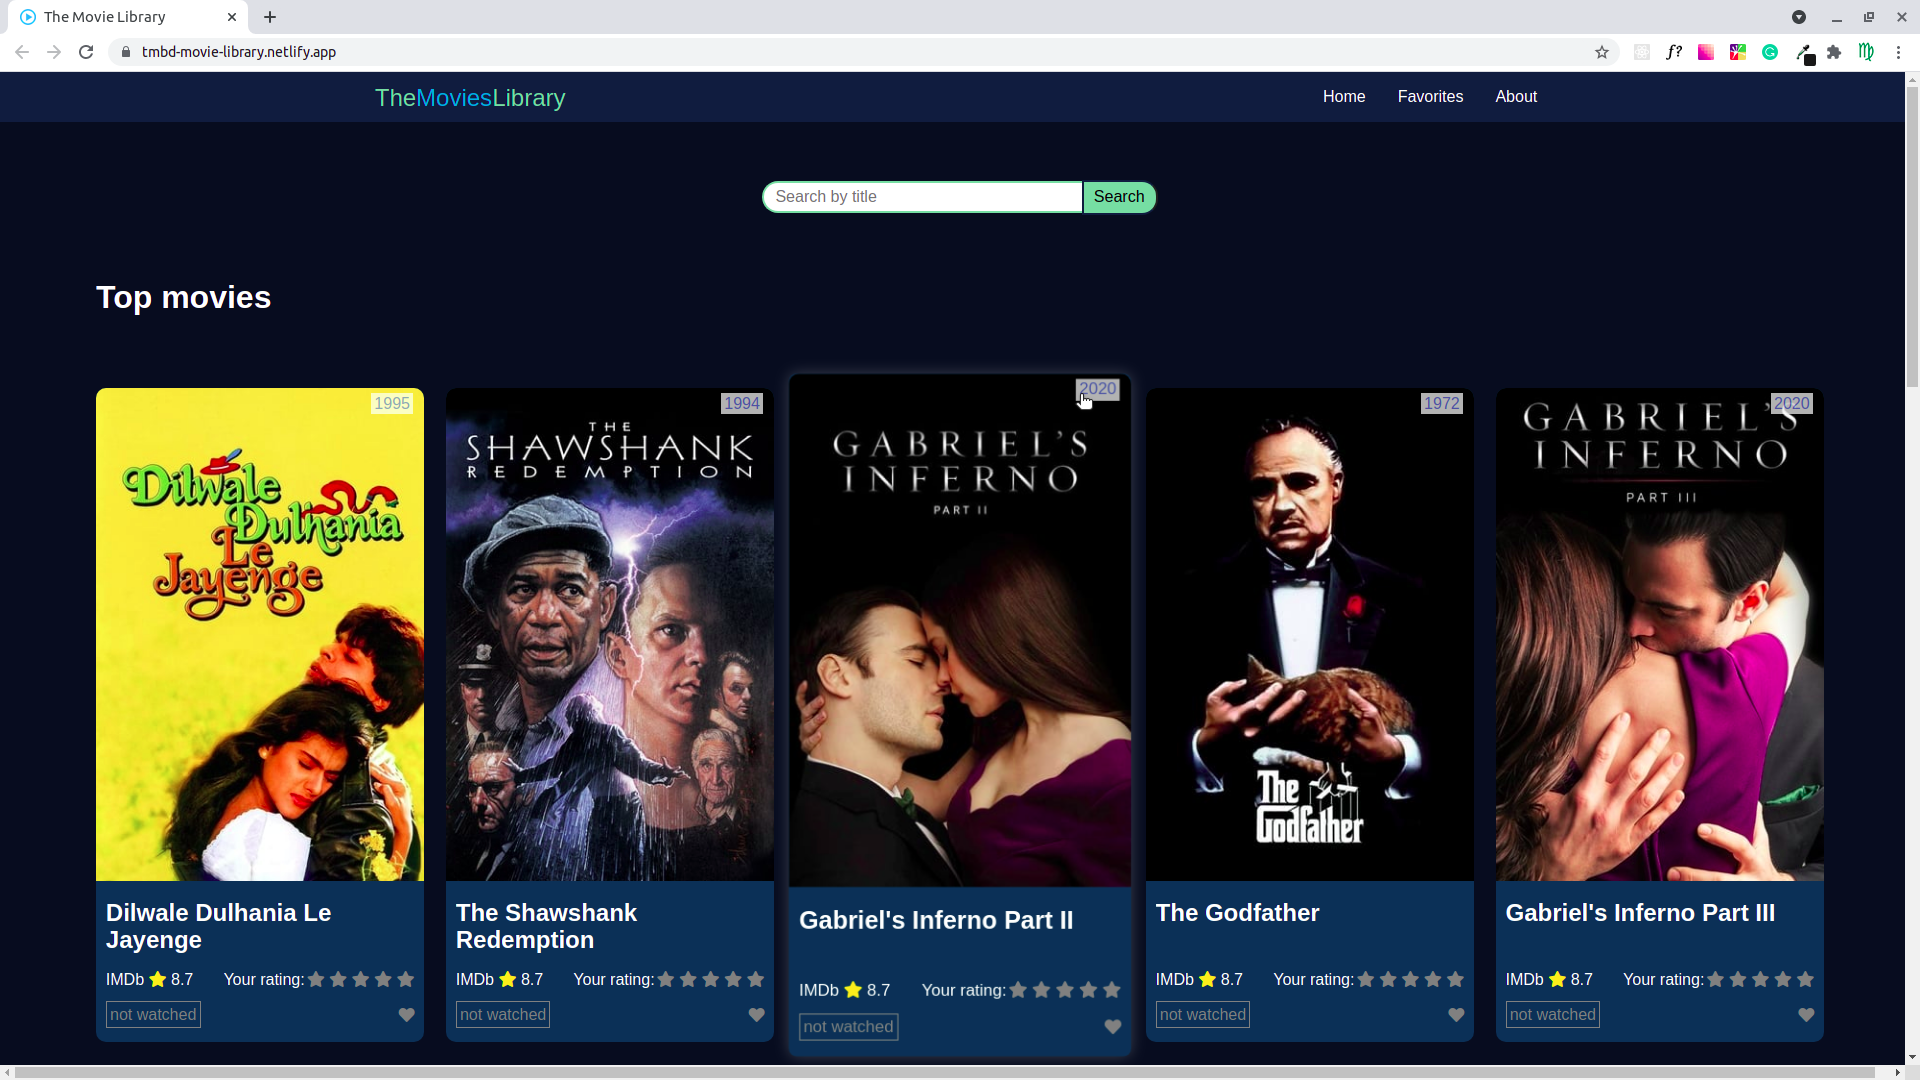 The Movie Library
tmbd-movie-library.netlify.app
f?
TheMoviesLibrary
Home
Favorites
About
Search by title
Search
Top movies
1995
Dilwale
Dulhania
Le
Jayenge
Dilwale Dulhania Le
Jayenge
IMDb 8.7 Your rating:
not watched
1994
THE
SHAWSHANK
REDEMPTION
The Shawshank
Redemption
IMDb 8.7 Your rating:
not watched
2020
GABRIEL'S
INFERNO
PART II
Gabriel's Inferno Part II
IMDb 8.7 Your rating:
not watched
1972
The
Godfather
The Godfather
IMDb 8.7 Your rating:
not watched
2020
GABRIEL'S
INFERNO
PART III
Gabriel's Inferno Part III
IMDb 8.7 Your rating:
not watched